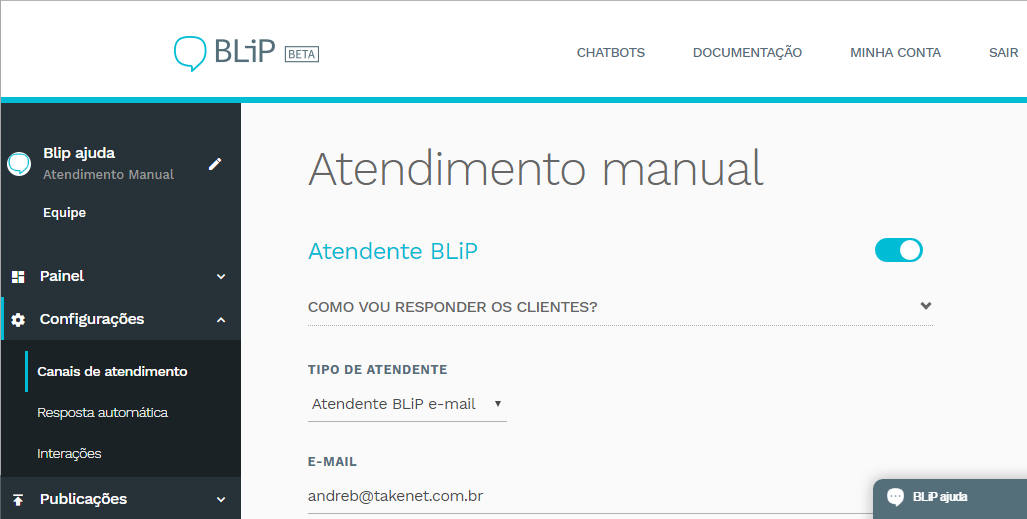 BLiP BETA
CHATBOTS DOCUMENTAÇÃO MINHA CONTA SAIR
Blip ajuda
Atendimento Manual
Equipe
Painel
Configurações
Canais de atendimento
Resposta automática
Interações
Publicações
Atendimento manual
Atendente BLiP
COMO VOU RESPONDER OS CLIENTES?
TIPO DE ATENDENTE
Atendente BLiP e-mail
E-MAIL
andreb@takenet.com.br
BLiP ajuda